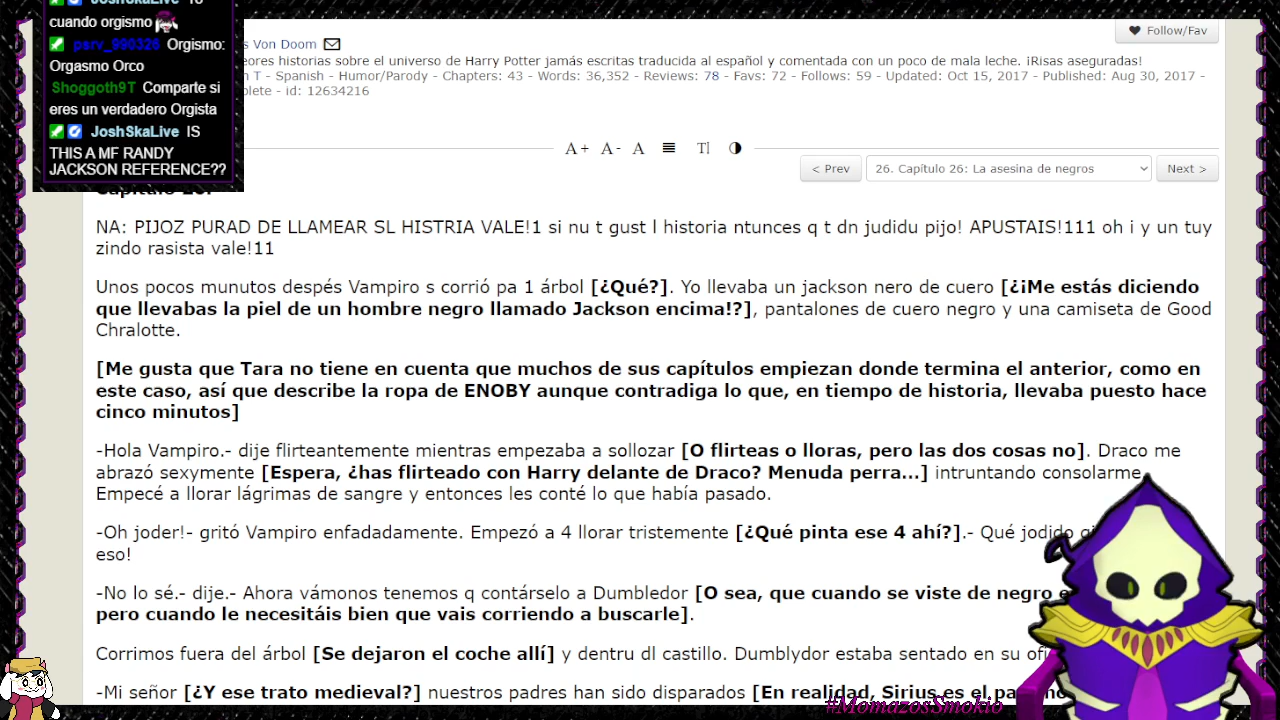 cuando orgismo
psrv_990326 Orgismo:
Orgasmo Orco
Shoggoth9T Comparte si
eres un verdadero Orgista
JoshSkaLive IS
THIS A MF RANDY
JACKSON REFERENCE??
s Von Doom
Follow/Fav
eores historias sobre el universo de Harry Potter jamás escritas traducida al español y comentada con un poco de mala leche. ¡Risas aseguradas!
n T - Spanish - Humor/Parody - Chapters: 43 - Words: 36,352 - Reviews: 78 - Favs: 72 - Follows: 59 - Updated: Oct 15, 2017 - Published: Aug 30, 2017 -
plete - id: 12634216
A+ A- A
< Prev 26. Capítulo 26: La asesina de negros Next >
NA: PIJOZ PURAD DE LLAMEAR SL HISTRIA VALE!1 si nu t gust l historia ntunces q t dn judidu pijo! APUSTAIS!111 oh i y un tuy
zindo rasista vale!11
Unos pocos munutos despés Vampiro s corrió pa 1 árbol [¿Qué?]. Yo llevaba un jackson nero de cuero [¿¡Me estás diciendo
que llevabas la piel de un hombre negro llamado Jackson encima!?], pantalones de cuero negro y una camiseta de Good
Chralotte.
[Me gusta que Tara no tiene en cuenta que muchos de sus capítulos empiezan donde termina el anterior, como en
este caso, así que describe la ropa de ENOBY aunque contradiga lo que, en tiempo de historia, llevaba puesto hace
cinco minutos]
-Hola Vampiro.- dije flirteantemente mientras empezaba a sollozar [O flirteas o lloras, pero las dos cosas no]. Draco me
abrazó sexymente [Espera, ¿has flirteado con Harry delante de Draco? Menuda perra...] intruntando consolarme.
Empecé a llorar lágrimas de sangre y entonces les conté lo que había pasado.
-Oh joder!- gritó Vampiro enfadadamente. Empezó a 4 llorar tristemente [¿Qué pinta ese 4 ahí?].- Qué jodido
eso!
-No lo sé.- dije.- Ahora vámonos tenemos q contárselo a Dumbledor [O sea, que cuando se viste de negro
pero cuando le necesitáis bien que vais corriendo a buscarle].
Corrimos fuera del árbol [Se dejaron el coche allí] y dentru dl castillo. Dumblydor estaba sentado en su
-Mi señor [¿Y ese trato medieval?] nuestros padres han sido disparados [En realidad, Sirius es el
#MomazosSmokio